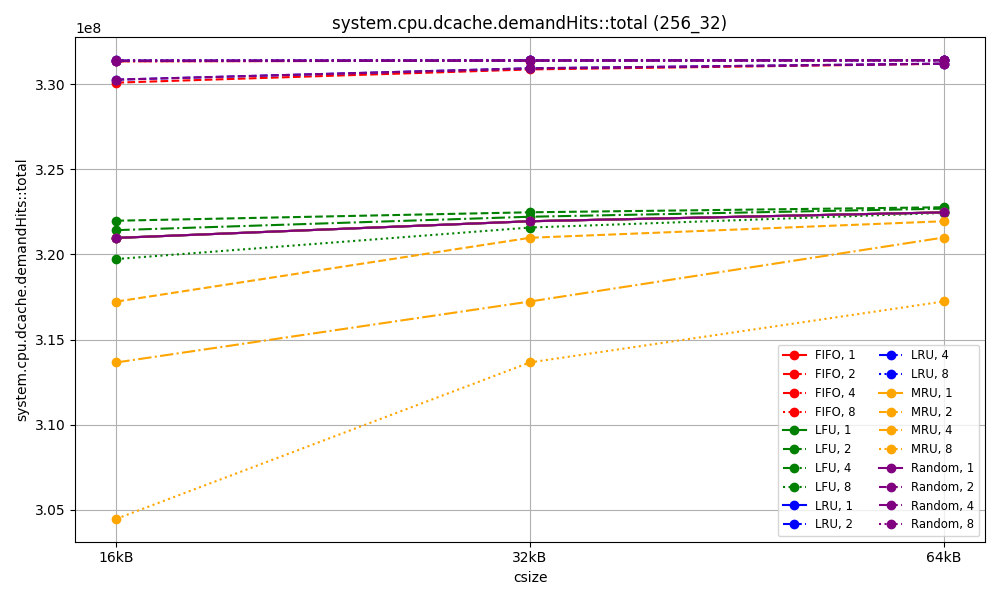 system.cpu.dcache.demandHits::total (256_32)
1e8
3.30
3.25
3.20
3.15
3.10
3.05
system.cpu.dcache.demandHits::total
16kB
32kB
64kB
csize
FIFO, 1
FIFO, 2
FIFO, 4
FIFO, 8
LFU, 1
LFU, 2
LFU, 4
LFU, 8
LRU, 1
LRU, 2
LRU, 4
LRU, 8
MRU, 1
MRU, 2
MRU, 4
MRU, 8
Random, 1
Random, 2
Random, 4
Random, 8